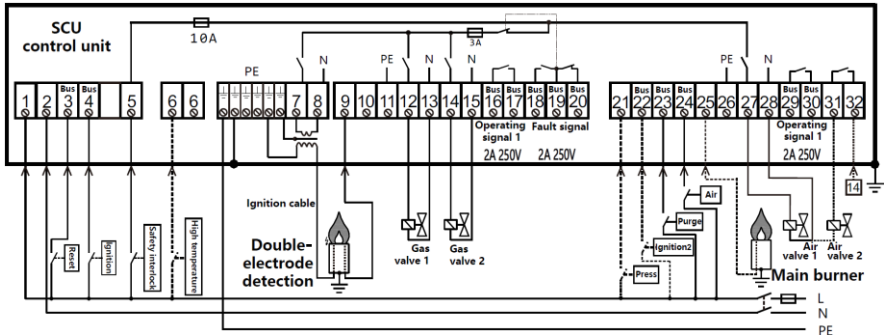 SCU
control unit
10A
3A
PE
N
PE
N
N
PE
N
1
2
Bus
3
Bus
4
5
6
6
7
8
9
10
11
12
13
14
15
Bus
16
Bus
17
Bus
18
Bus
19
Bus
20
21
Bus
22
Bus
23
Bus
24
25
26
27
28
Bus
29
Bus
30
31
32
Operating
signal 1
Fault signal
2A 250V
2A 250V
Operating
signal 1
2A 250V
14
Ignition cable
Double-
electrode
detection
Gas
valve 1
Gas
valve 2
Reset
Ignition
Safety interlock
High temperature
Air
Purge
Ignition2
Press
Main burner
Air
valve 1
Air
valve 2
L
N
PE